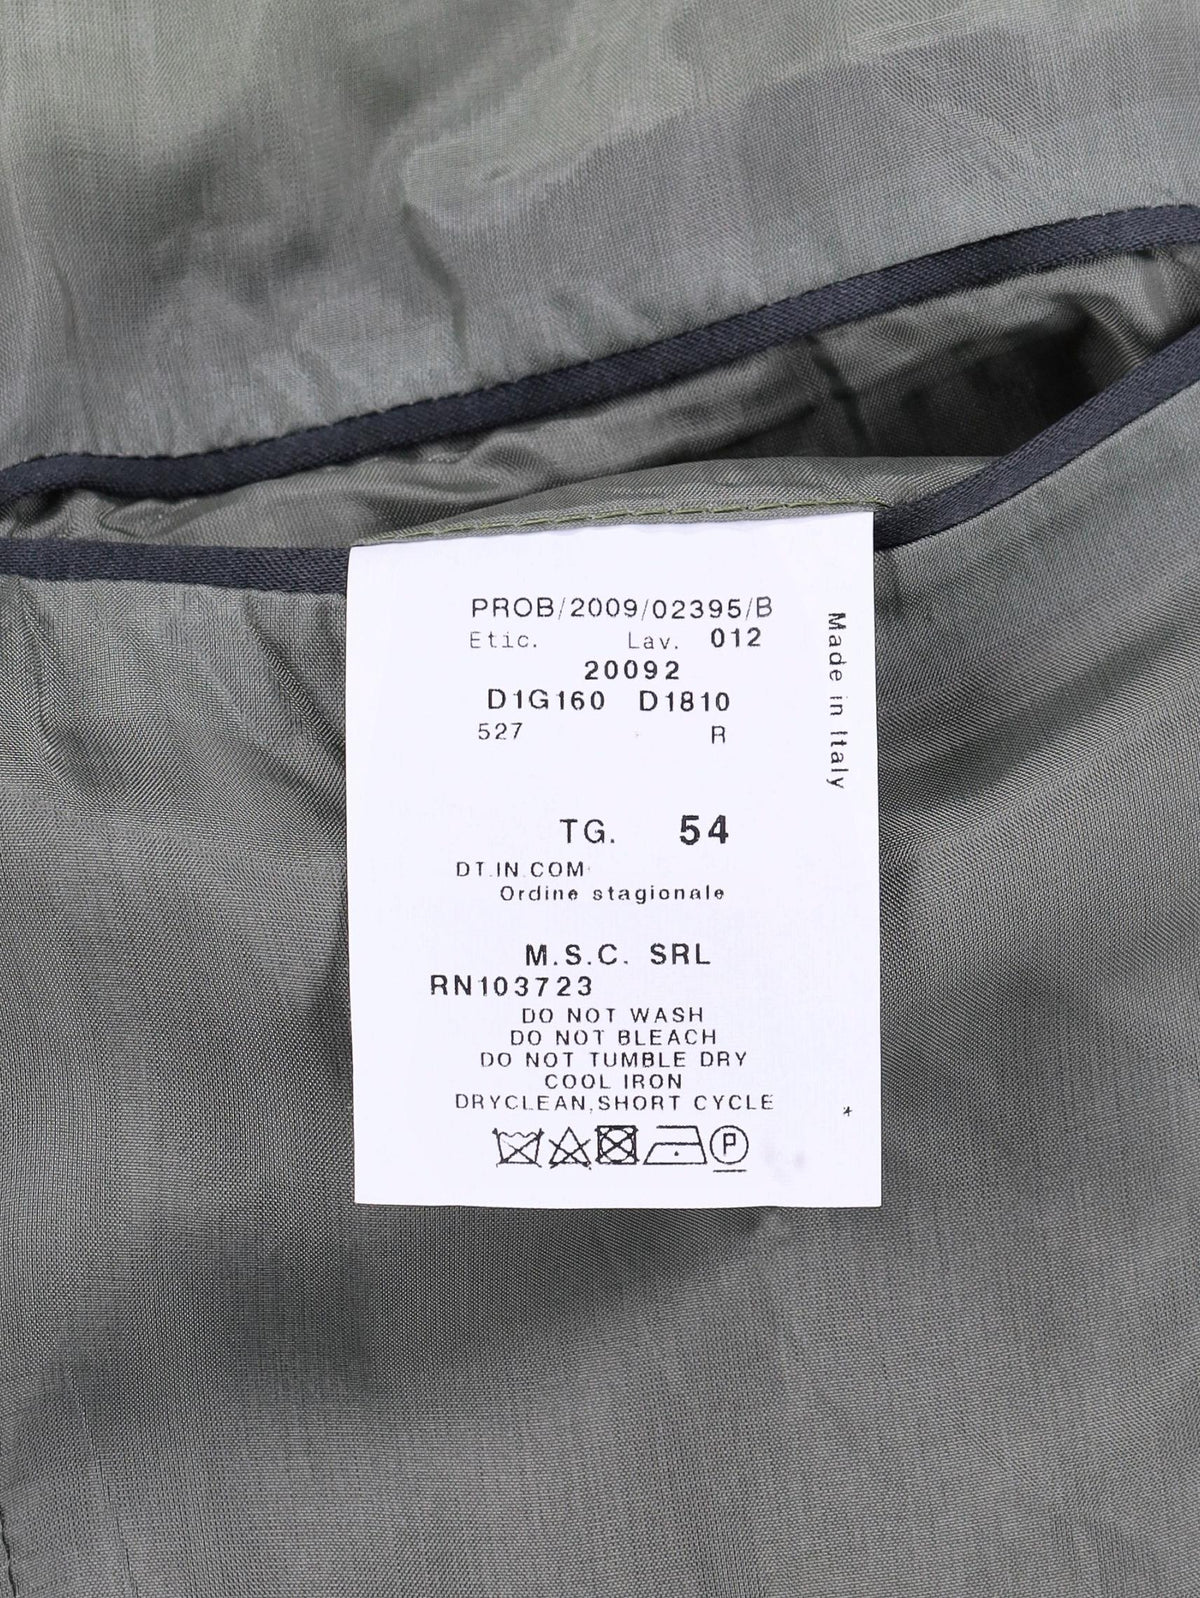 PROB/2009/02395/B
Etic. Lav. 012
20092
D1G160 D1810
527 R
TG. 54
DT.IN.COM
Ordine stagionale
M.S.C. SRL
RN103723
DO NOT WASH
DO NOT BLEACH
DO NOT TUMBLE DRY
COOL IRON
DRYCLEAN,SHORT CYCLE
*
P
Made in Italy